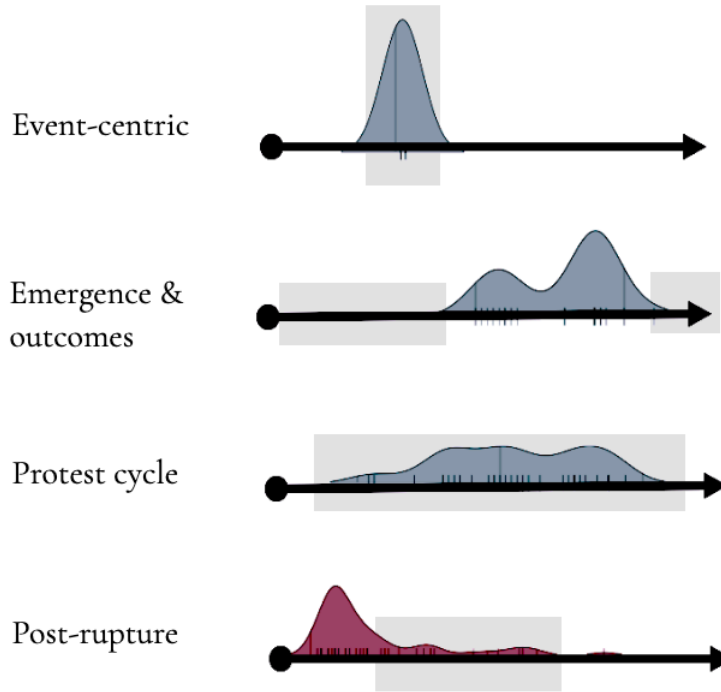 Event-centric
Emergence &
outcomes
Protest cycle
Post-rupture